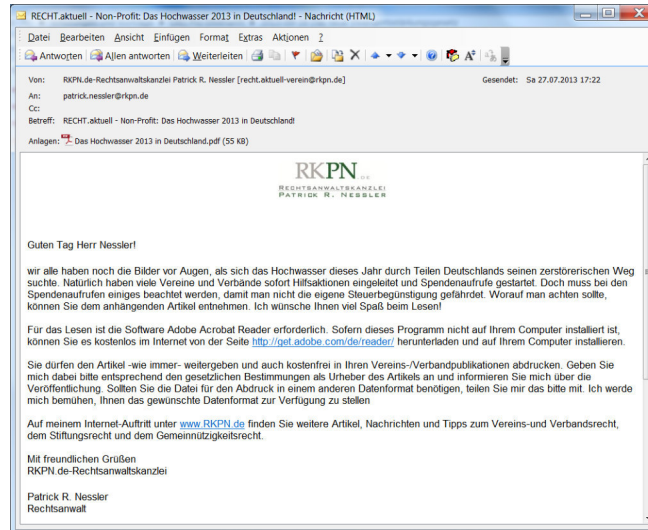 RECHT.aktuell - Non-Profit: Das Hochwasser 2013 in Deutschland! - Nachricht (HTML)
Datei Bearbeiten Ansicht Einfügen Format Extras Aktionen ?
Antworten Allen antworten Weiterleiten
Von: RKPN.de-Rechtsanwaltskanzlei Patrick R. Nessler [recht.aktuell-verein@rkpn.de] Gesendet: Sa 27.07.2013 17:22
An: patrick.nessler@rkpn.de
Cc:
Betreff: RECHT.aktuell - Non-Profit: Das Hochwasser 2013 in Deutschland!
Anlagen: Das Hochwasser 2013 in Deutschland.pdf (55 KB)
RKPN.DE
RECHTSANWALTSKANZLEI
PATRICK R. NESSLER
Guten Tag Herr Nessler!
wir alle haben noch die Bilder vor Augen, als sich das Hochwasser dieses Jahr durch Teilen Deutschlands seinen zerstörerischen Weg
suchte. Natürlich haben viele Vereine und Verbände sofort Hilfsaktionen eingeleitet und Spendenaufrufe gestartet. Doch muss bei den
Spendenaufrufen einiges beachtet werden, damit man nicht die eigene Steuerbegünstigung gefährdet. Worauf man achten sollte,
können Sie dem anhängenden Artikel entnehmen. Ich wünsche Ihnen viel Spaß beim Lesen!
Für das Lesen ist die Software Adobe Acrobat Reader erforderlich. Sofern dieses Programm nicht auf Ihrem Computer installiert ist,
können Sie es kostenlos im Internet von der Seite http://get.adobe.com/de/reader/ herunterladen und auf Ihrem Computer installieren.
Sie dürfen den Artikel -wie immer- weitergeben und auch kostenfrei in Ihren Vereins-/Verbandpublikationen abdrucken. Geben Sie
mich dabei bitte entsprechend den gesetzlichen Bestimmungen als Urheber des Artikels an und informieren Sie mich über die
Veröffentlichung. Sollten Sie die Datei für den Abdruck in einem anderen Datenformat benötigen, teilen Sie mir das bitte mit. Ich werde
mich bemühen, Ihnen das gewünschte Datenformat zur Verfügung zu stellen
Auf meinem Internet-Auftritt unter www.RKPN.de finden Sie weitere Artikel, Nachrichten und Tipps zum Vereins-und Verbandsrecht,
dem Stiftungsrecht und dem Gemeinnützigkeitsrecht.
Mit freundlichen Grüßen
RKPN.de-Rechtsanwaltskanzlei
Patrick R. Nessler
Rechtsanwalt